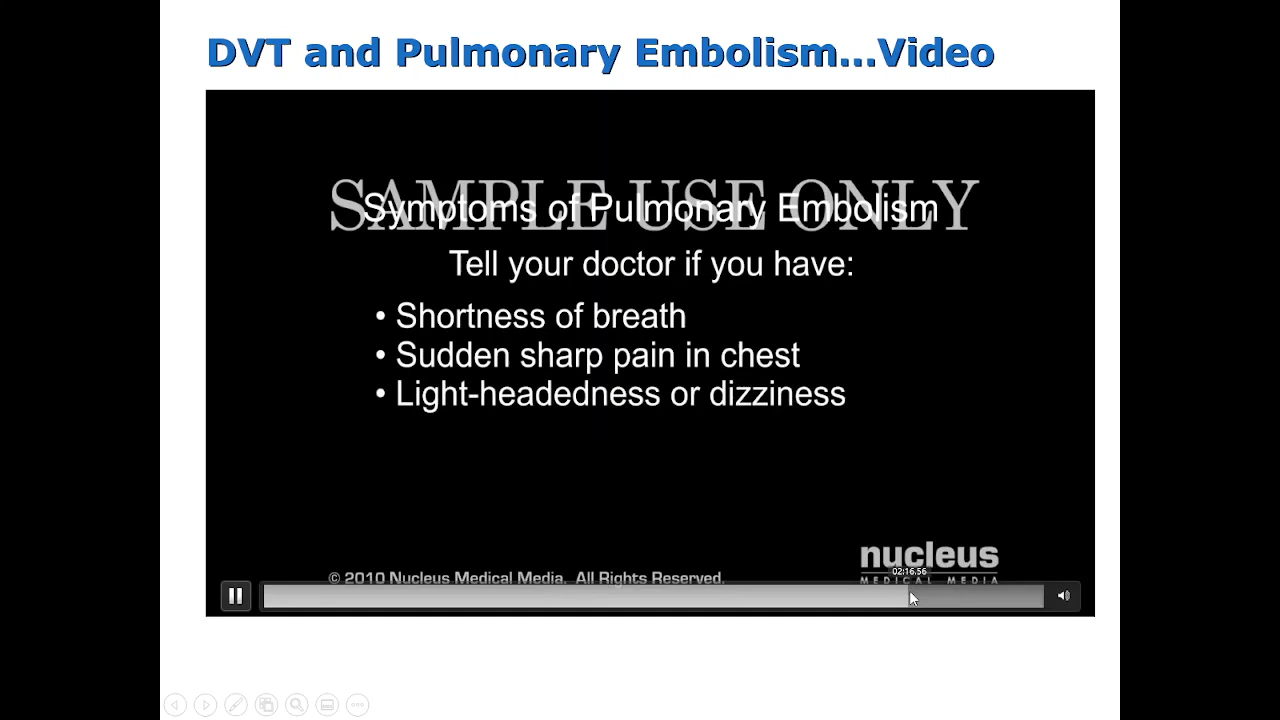 DVT and Pulmonary Embolism...Video
SAMPLE USE ONLY
Symptoms of Pulmonary Embolism
Tell your doctor if you have:
• Shortness of breath
• Sudden sharp pain in chest
• Light-headedness or dizziness
nucleus
MEDICAL MEDIA
© 2010 Nucleus Medical Media. All Rights Reserved.
02:16.56